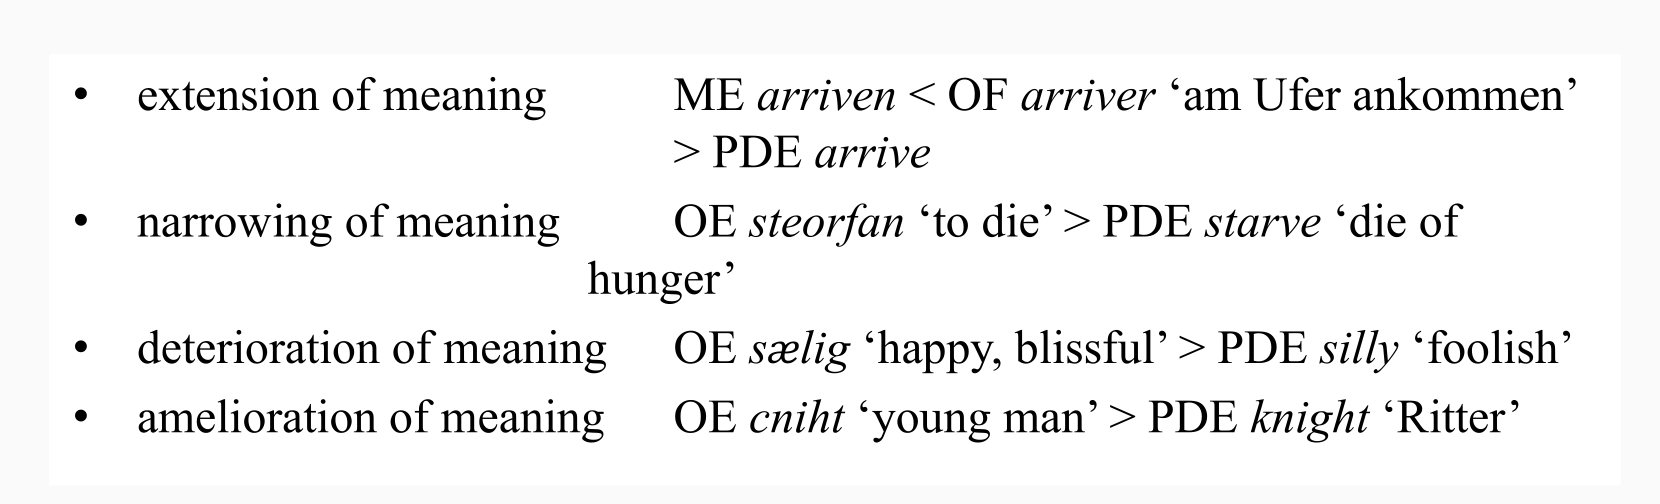 • extension of meaning ME arriven < OF arriver ‘am Ufer ankommen’
> PDE arrive
• narrowing of meaning OE steorfan ‘to die’ > PDE starve ‘die of
hunger’
• deterioration of meaning OE sælig ‘happy, blissful’ > PDE silly ‘foolish’
• amelioration of meaning OE cniht ‘young man’ > PDE knight ‘Ritter’